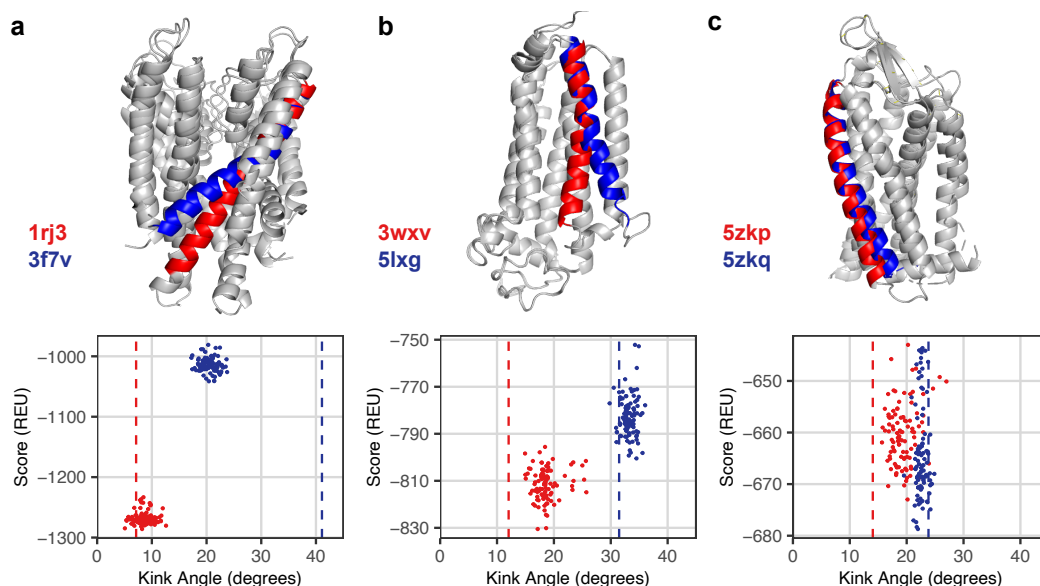 a
b
c
1rj3
3f7v
3wxv
5lxg
5zkp
5zkq
Score (REU)
−1000
−1100
−1200
−1300
0
10
20
30
40
Kink Angle (degrees)
Score (REU)
−750
−770
−790
−810
−830
0
10
20
30
40
Kink Angle (degrees)
Score (REU)
−650
−660
−670
−680
0
10
20
30
40
Kink Angle (degrees)